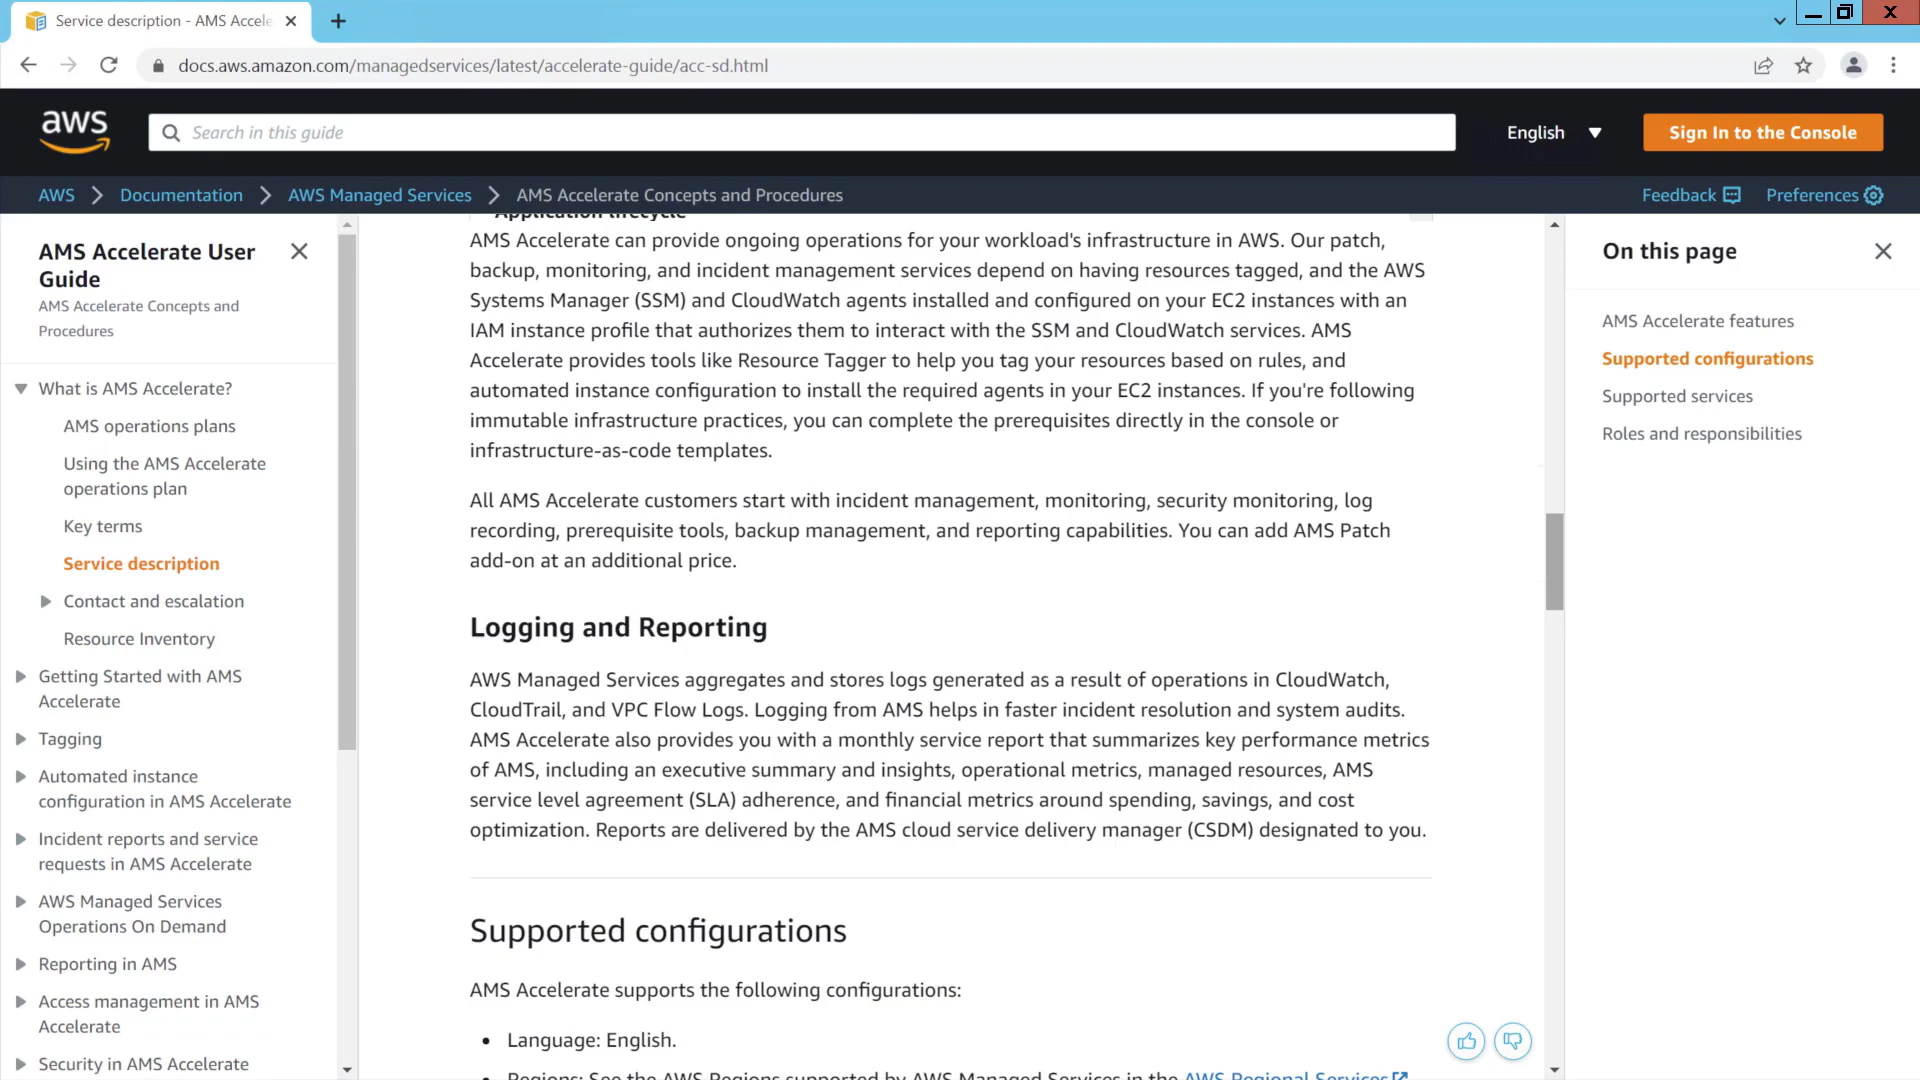 Service description - AMS Accele
docs.aws.amazon.com/managedservices/latest/accelerate-guide/acc-sd.html
aws
Search in this guide
English
Sign In to the Console
AWS
Documentation
AWS Managed Services
AMS Accelerate Concepts and Procedures
Feedback
Preferences
AMS Accelerate User
Guide
AMS Accelerate Concepts and
Procedures
What is AMS Accelerate?
AMS operations plans
Using the AMS Accelerate
operations plan
Key terms
Service description
Contact and escalation
Resource Inventory
Getting Started with AMS
Accelerate
Tagging
Automated instance
configuration in AMS Accelerate
Incident reports and service
requests in AMS Accelerate
AWS Managed Services
Operations On Demand
Reporting in AMS
Access management in AMS
Accelerate
Security in AMS Accelerate
Application lifecycle
AMS Accelerate can provide ongoing operations for your workload's infrastructure in AWS. Our patch,
backup, monitoring, and incident management services depend on having resources tagged, and the AWS
Systems Manager (SSM) and CloudWatch agents installed and configured on your EC2 instances with an
IAM instance profile that authorizes them to interact with the SSM and CloudWatch services. AMS
Accelerate provides tools like Resource Tagger to help you tag your resources based on rules, and
automated instance configuration to install the required agents in your EC2 instances. If you're following
immutable infrastructure practices, you can complete the prerequisites directly in the console or
infrastructure-as-code templates.
All AMS Accelerate customers start with incident management, monitoring, security monitoring, log
recording, prerequisite tools, backup management, and reporting capabilities. You can add AMS Patch
add-on at an additional price.
Logging and Reporting
AWS Managed Services aggregates and stores logs generated as a result of operations in CloudWatch,
CloudTrail, and VPC Flow Logs. Logging from AMS helps in faster incident resolution and system audits.
AMS Accelerate also provides you with a monthly service report that summarizes key performance metrics
of AMS, including an executive summary and insights, operational metrics, managed resources, AMS
service level agreement (SLA) adherence, and financial metrics around spending, savings, and cost
optimization. Reports are delivered by the AMS cloud service delivery manager (CSDM) designated to you.
Supported configurations
AMS Accelerate supports the following configurations:
• Language: English.
• Regions: See the AWS Regions supported by AWS Managed Services in the AWS Regional Services
On this page
AMS Accelerate features
Supported configurations
Supported services
Roles and responsibilities